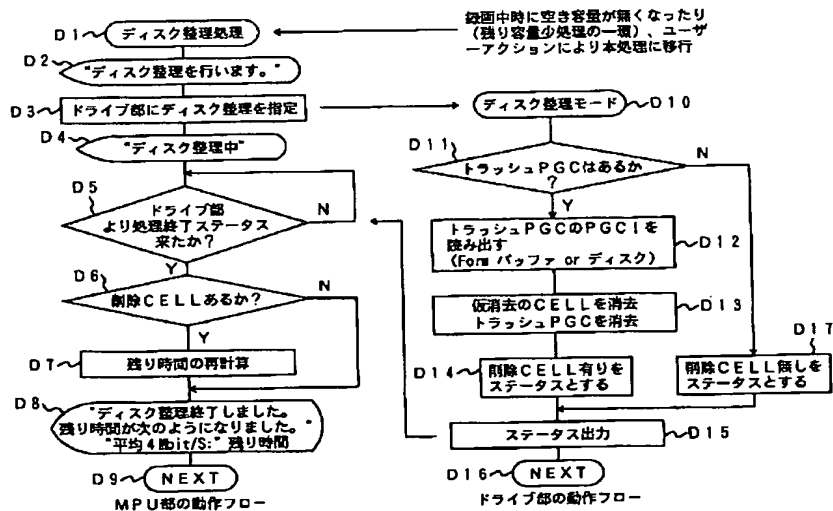 録画中時に空き容量が無くなったり
(残り容量少処理の一環)、ユーザ
ーアクションにより本処理に移行
D1
ディスク整理処理
D2
"ディスク整理を行います。"
D3
ドライブ部にディスク整理を指定
D4
"ディスク整理中"
D5
ドライブ部
より処理終了ステータス
来たか?
N
Y
D6
削除CELLあるか?
N
Y
D7
残り時間の再計算
D8
"ディスク整理終了しました。
残り時間が次のようになりました。"
"平均4Mbit/S:"残り時間
D9
NEXT
MPU部の動作フロー
ディスク整理モード
D10
D11
トラッシュPGCはあるか
?
N
Y
トラッシュPGCのPGCIを
読み出す
(Form バッファ or ディスク)
D12
仮消去のCELLを消去
トラッシュPGCを消去
D13
D14
削除CELL有りを
ステータスとする
D17
削除CELL無しを
ステータスとする
ステータス出力
D15
D16
NEXT
ドライブ部の動作フロー